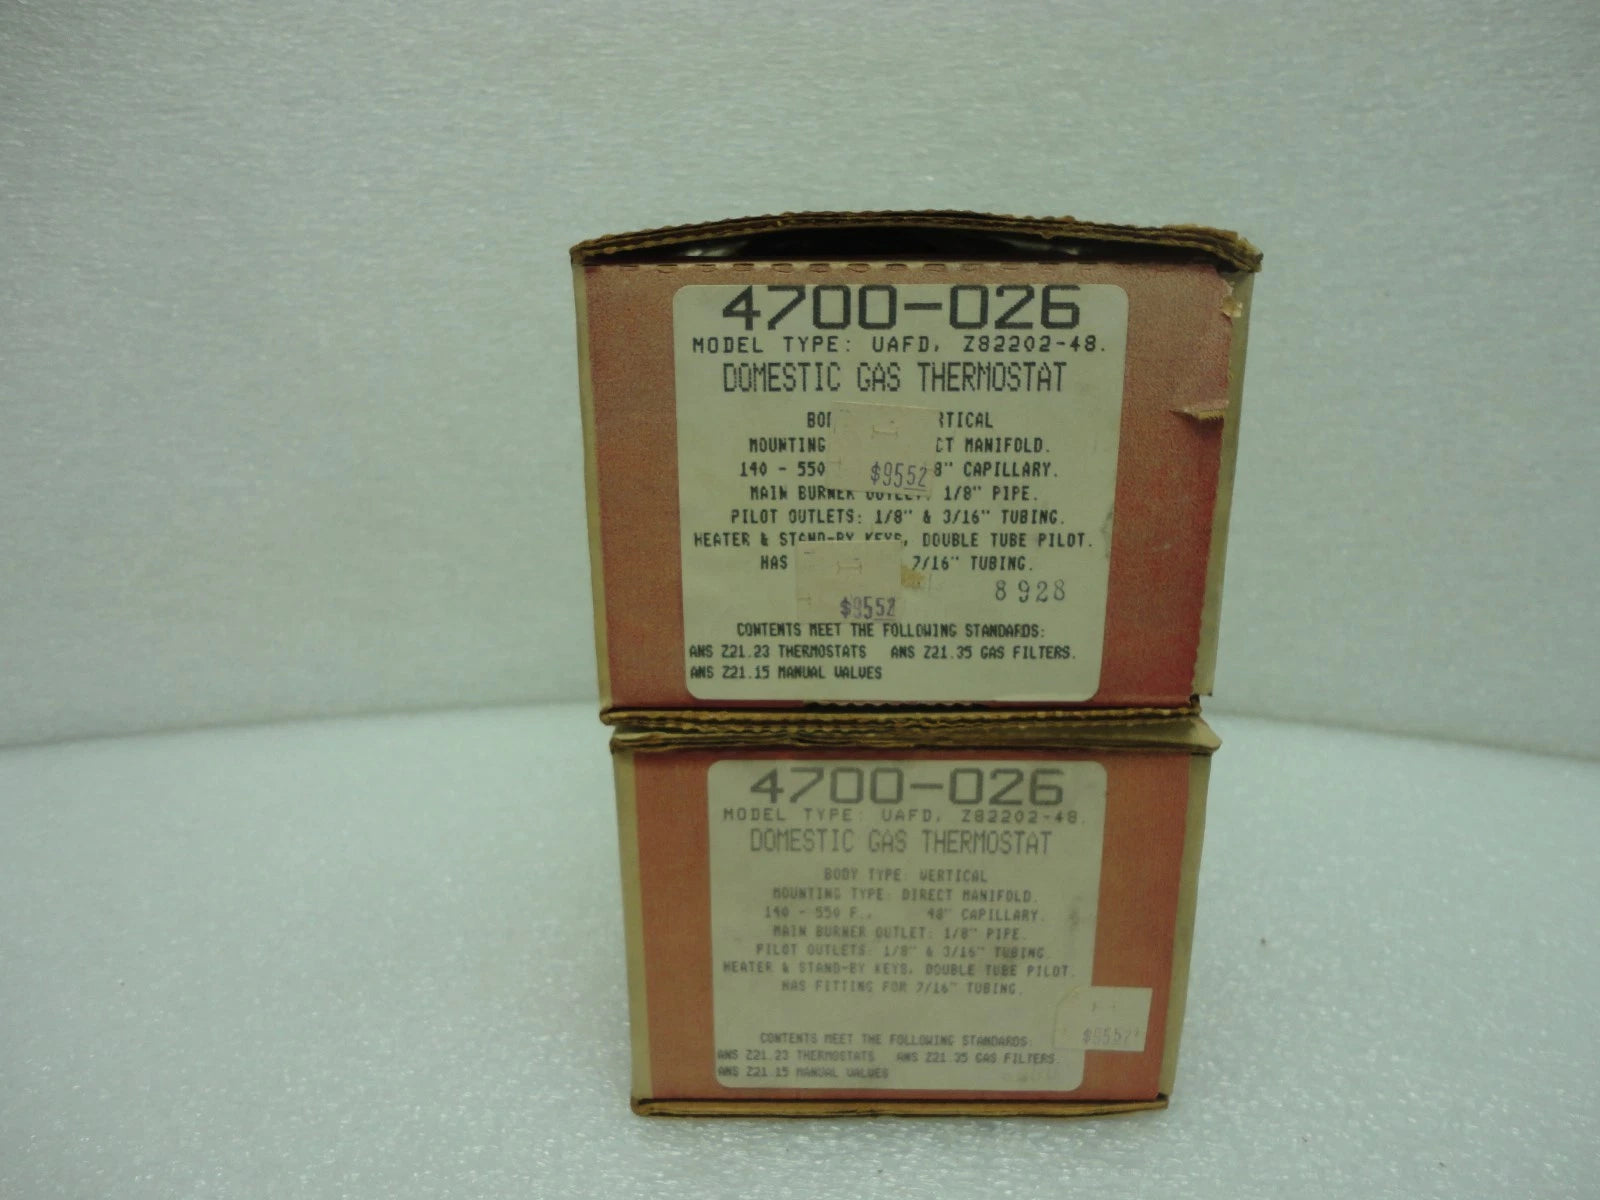 4700-026
MODEL TYPE: UAFD, Z82202-48.
DOMESTIC GAS THERMOSTAT
RTICAL
MOUNTING CT MANIFOLD.
140 - 550 8" CAPILLARY.
$9552
MAIN BURNER OUTLET: 1/8" PIPE.
PILOT OUTLETS: 1/8" & 3/16" TUBING.
HEATER & STAND-BY KEYS, DOUBLE TUBE PILOT.
HAS 7/16" TUBING.
8928
$9552
CONTENTS MEET THE FOLLOWING STANDARDS:
ANS Z21.23 THERMOSTATS ANS Z21.35 GAS FILTERS.
ANS Z21.15 MANUAL VALVES
4700-026
MODEL TYPE: UAFD, Z82202-48.
DOMESTIC GAS THERMOSTAT
BODY TYPE: VERTICAL
MOUNTING TYPE: DIRECT MANIFOLD.
140 - 550 F., 48" CAPILLARY.
MAIN BURNER OUTLET: 1/8" PIPE.
PILOT OUTLETS: 1/8" & 3/16" TUBING.
HEATER & STAND-BY KEYS, DOUBLE TUBE PILOT.
HAS FITTING FOR 7/16" TUBING.
$9552
CONTENTS MEET THE FOLLOWING STANDARDS:
ANS Z21.23 THERMOSTATS ANS Z21.35 GAS FILTERS.
ANS Z21.15 MANUAL VALVES